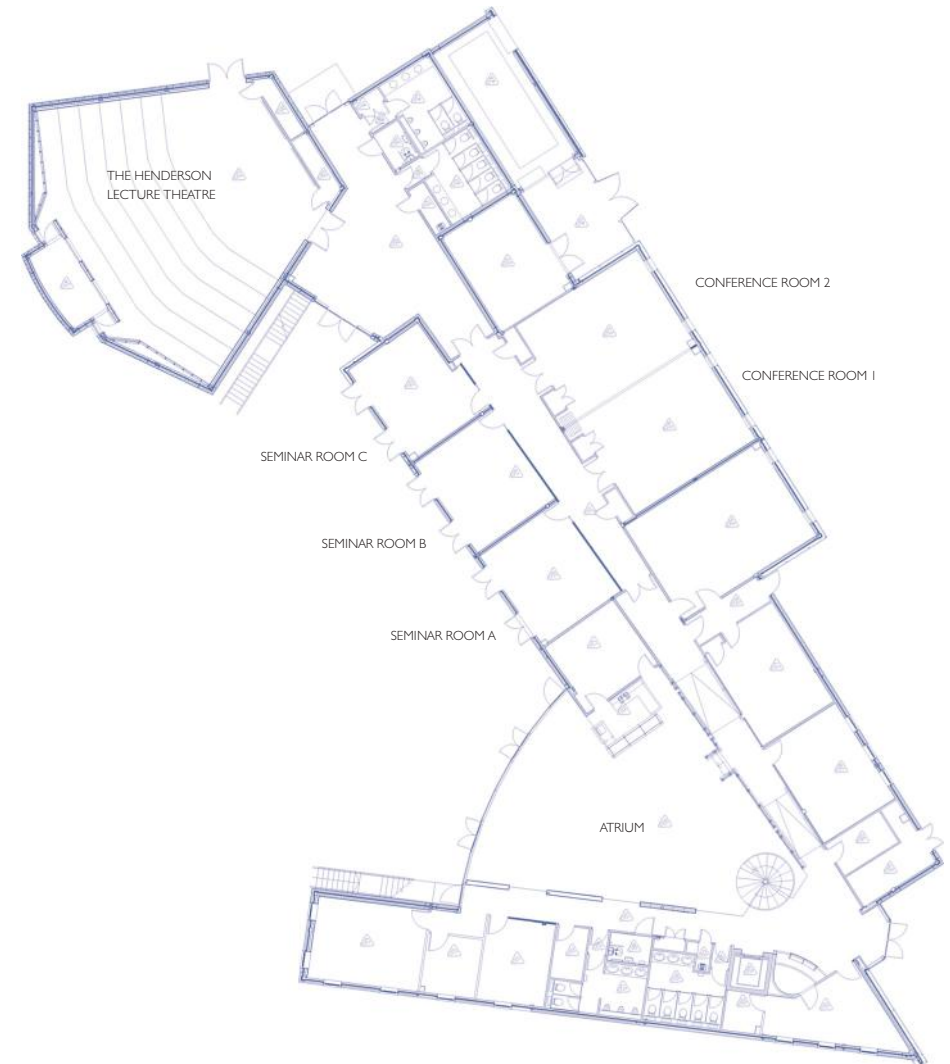 THE HENDERSON
LECTURE THEATRE
CONFERENCE ROOM 2
CONFERENCE ROOM 1
SEMINAR ROOM C
SEMINAR ROOM B
SEMINAR ROOM A
ATRIUM